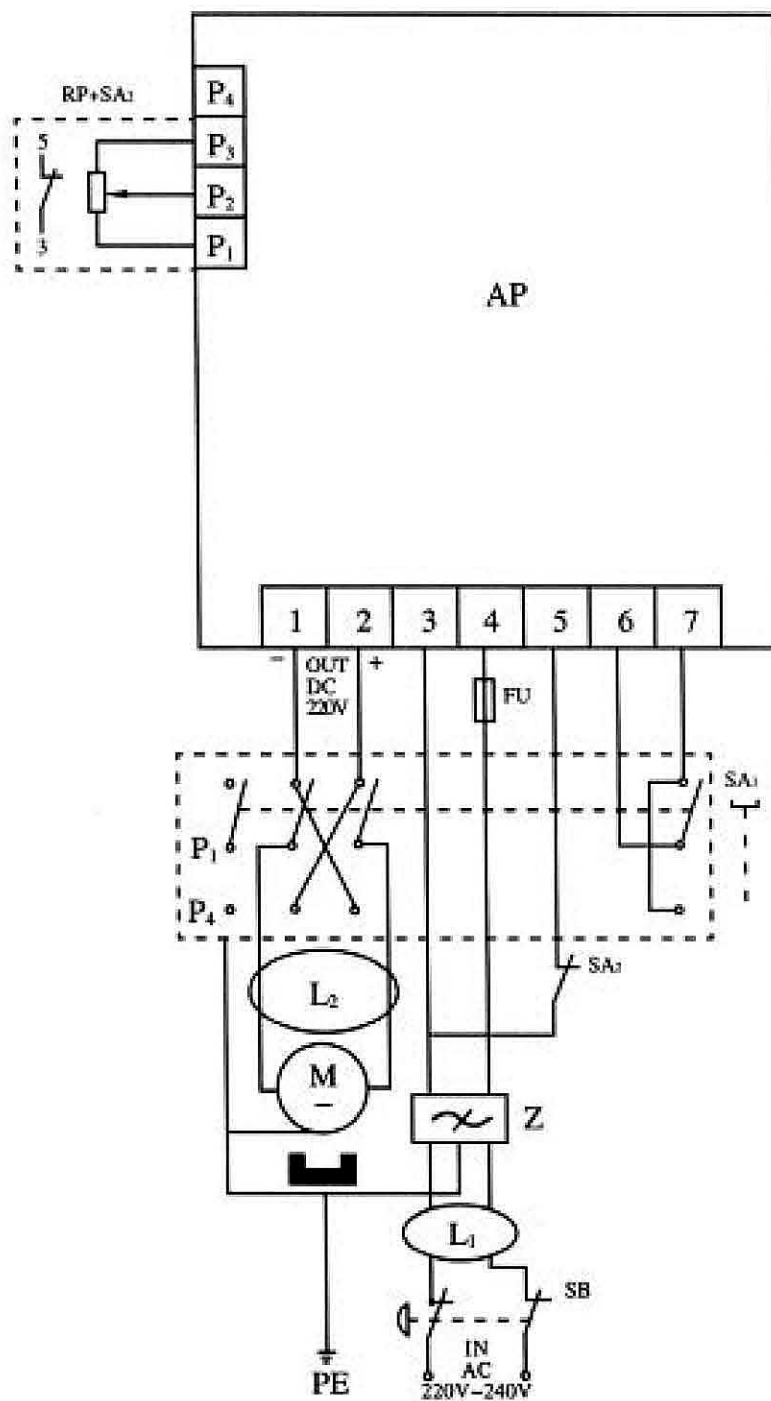 RP+SA₂
P₄
5
P₃
P₂
3
P₁
AP
1 2 3 4 5 6 7
− OUT +
DC
220V
FU
SA₁
P₁
P₄
SA₂
L₂
M
−
Z
L₁
SB
IN
AC
220V−240V
PE